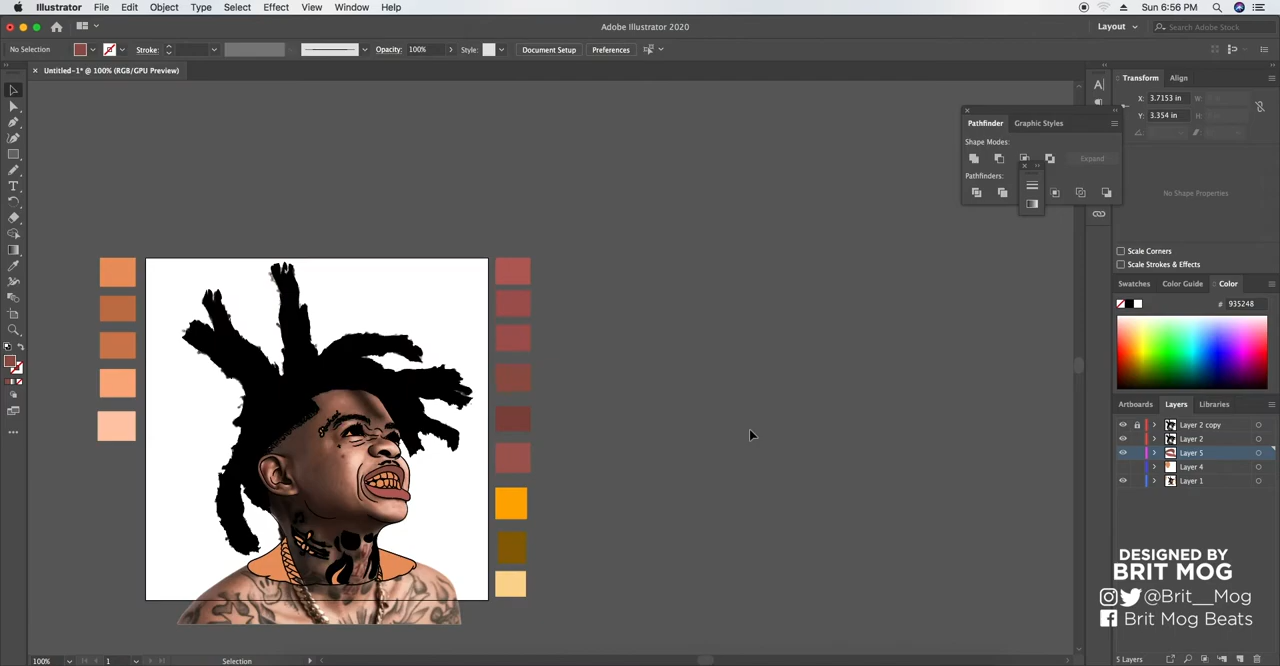 Illustrator File Edit Object Type Select Effect View Window Help
Sun 6:56 PM
Adobe Illustrator 2020
Layout
Search Adobe Stock
No Selection
Stroke:
Opacity: 100%
Style:
Document Setup
Preferences
Untitled-1* @ 100% (RGB/GPU Preview)
Transform Align
X: 3.7153 in W:
Y: 3.354 in H:
Pathfinder Graphic Styles
Shape Modes:
Expand
Pathfinders:
No Shape Properties
Scale Corners
Scale Strokes & Effects
Swatches Color Guide Color
# 935248
Artboards Layers Libraries
Layer 2 copy
Layer 2
Layer 5
Layer 4
Layer 1
DESIGNED BY
BRIT MOG
@Brit__Mog
Brit Mog Beats
100%
1
Selection
5 Layers